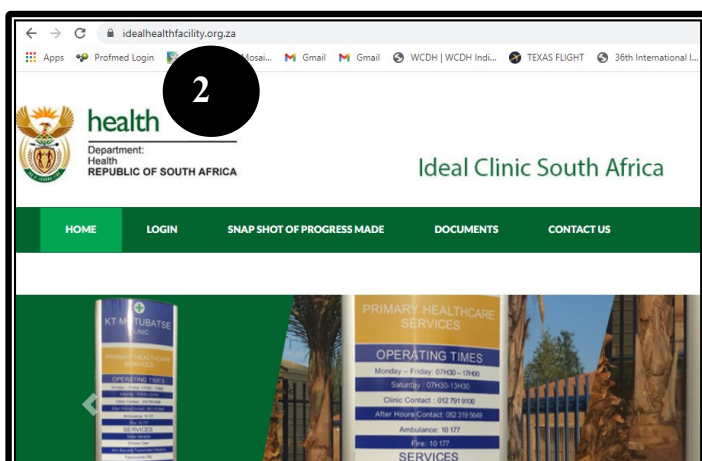 idealhealthfacility.org.za
Apps Profmed Login Mosai... Gmail Gmail WCDH | WCDH Indi... TEXAS FLIGHT 36th International I...
2
health
Department:
Health
REPUBLIC OF SOUTH AFRICA
Ideal Clinic South Africa
HOME LOGIN SNAP SHOT OF PROGRESS MADE DOCUMENTS CONTACT US
KT M TUBATSE
CLINIC
PRIMARY HEALTHCARE
SERVICES
OPERATING TIMES
SERVICES
PRIMARY HEALTHCARE
SERVICES
OPERATING TIMES
Monday - Friday: 07H30 - 17H00
Saturday : 07H30-13H30
Clinic Contact : 012 791 9100
After Hours Contact: 082 319 5649
Ambulance: 10 177
Fire: 10 177
SERVICES